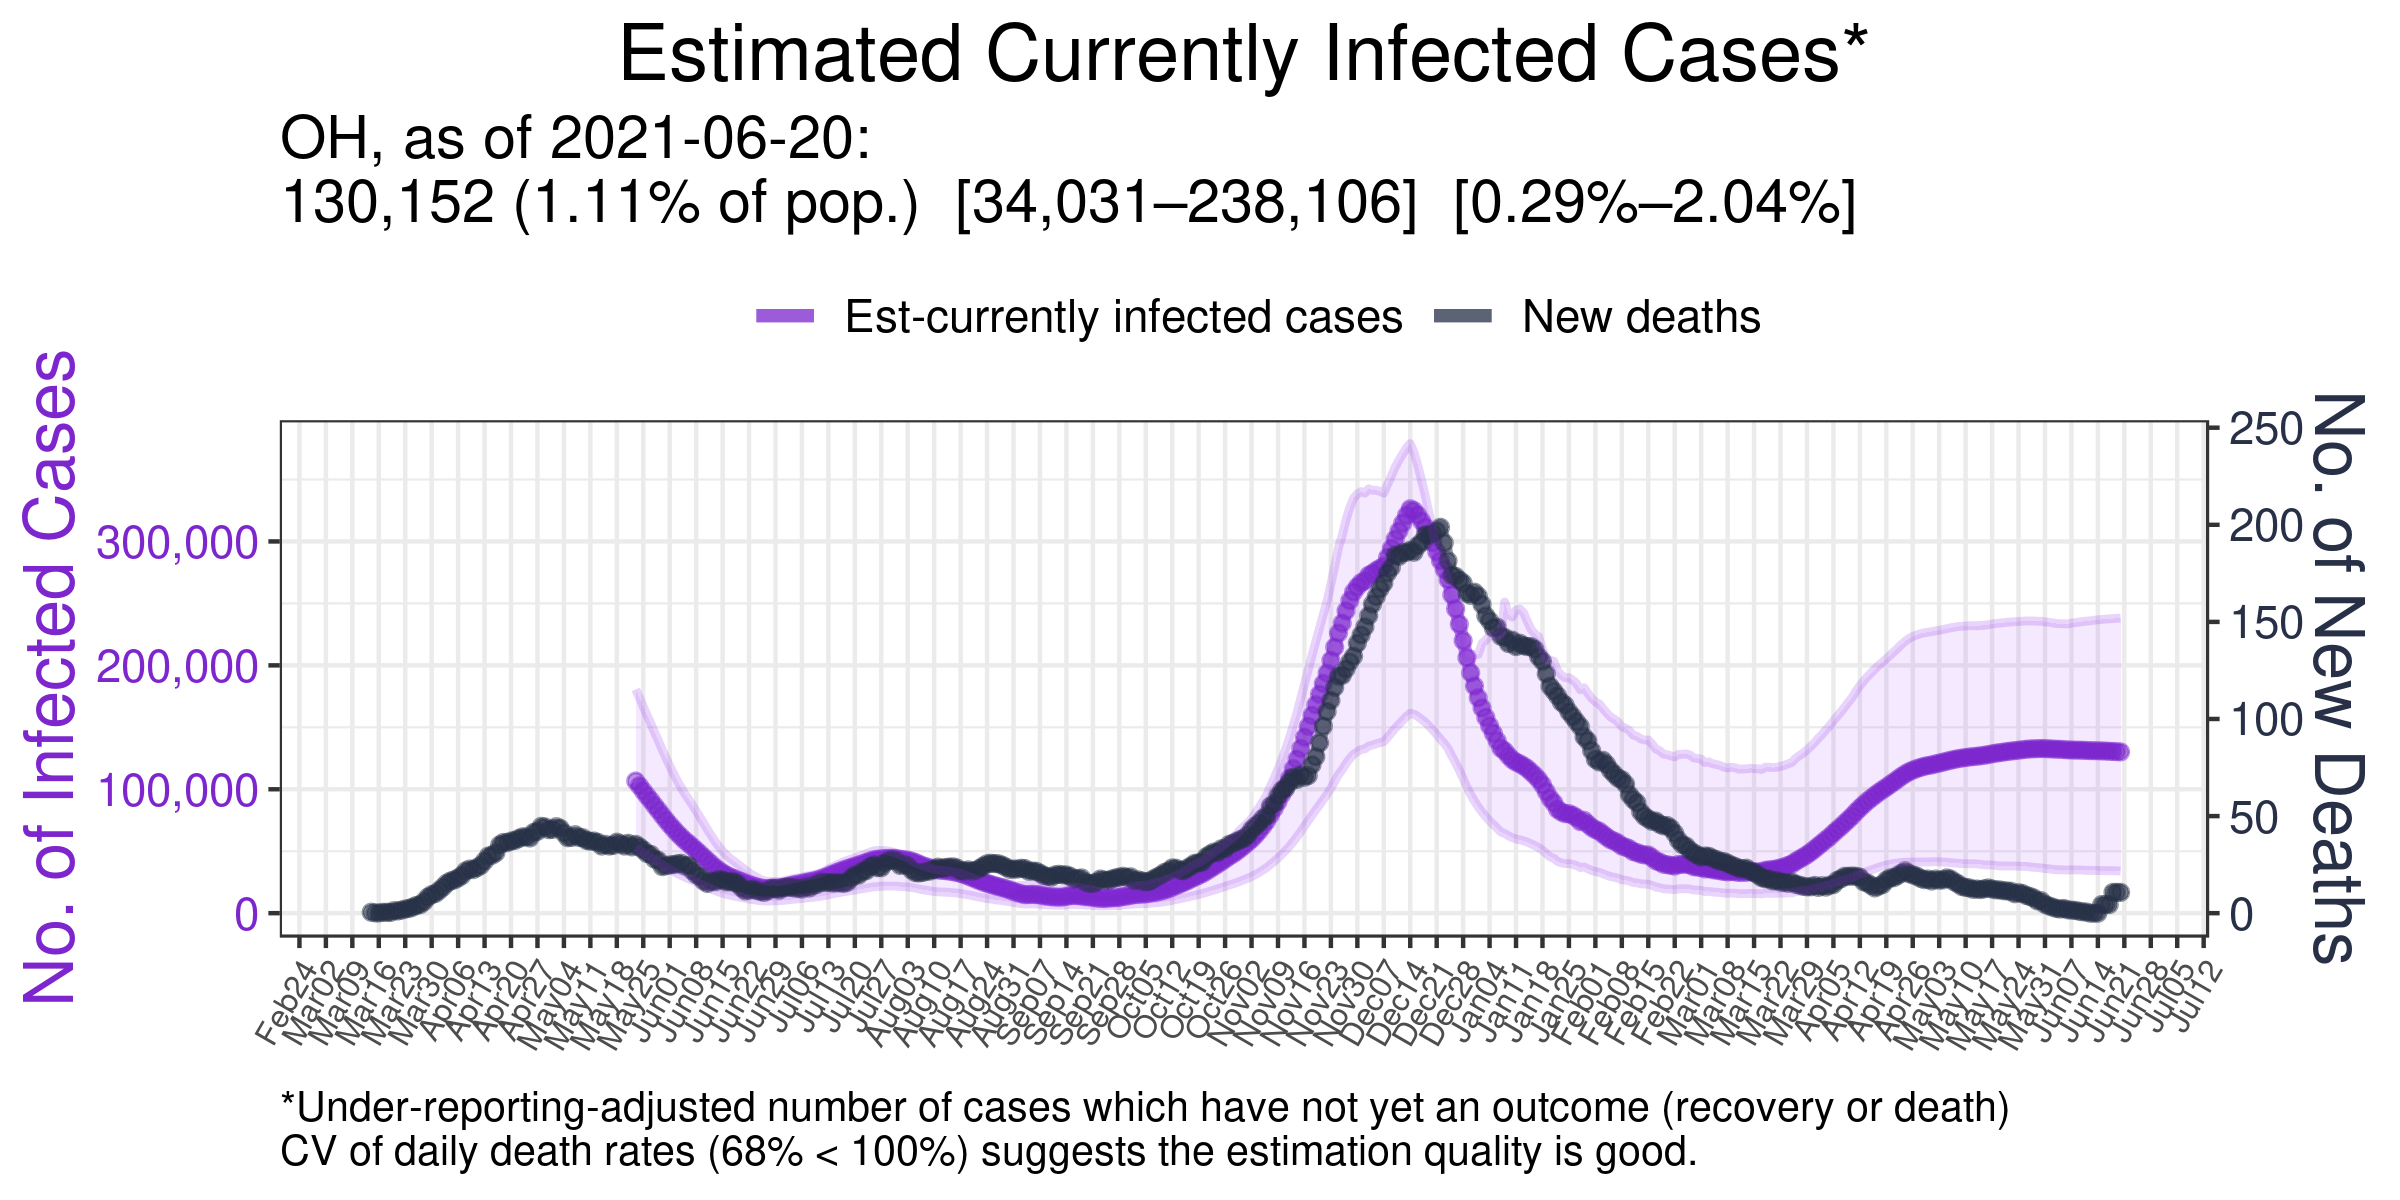 Estimated Currently Infected Cases*
OH, as of 2021-06-20:
130,152 (1.11% of pop.) [34,031–238,106] [0.29%–2.04%]
Est-currently infected cases
New deaths
No. of Infected Cases
300,000
200,000
100,000
0
250
200
150
100
50
0
No. of New Deaths
Feb24
Mar02
Mar09
Mar16
Mar23
Mar30
Apr06
Apr13
Apr20
Apr27
May04
May11
May18
May25
Jun01
Jun08
Jun15
Jun22
Jun29
Jul06
Jul13
Jul20
Jul27
Aug03
Aug10
Aug17
Aug24
Aug31
Sep07
Sep14
Sep21
Sep28
Oct05
Oct12
Oct19
Oct26
Nov02
Nov09
Nov16
Nov23
Nov30
Dec07
Dec14
Dec21
Dec28
Jan04
Jan11
Jan18
Jan25
Feb01
Feb08
Feb15
Feb22
Mar01
Mar08
Mar15
Mar22
Mar29
Apr05
Apr12
Apr19
Apr26
May03
May10
May17
May24
May31
Jun07
Jun14
Jun21
Jun28
Jul05
Jul12
*Under-reporting-adjusted number of cases which have not yet an outcome (recovery or death)
CV of daily death rates (68% < 100%) suggests the estimation quality is good.